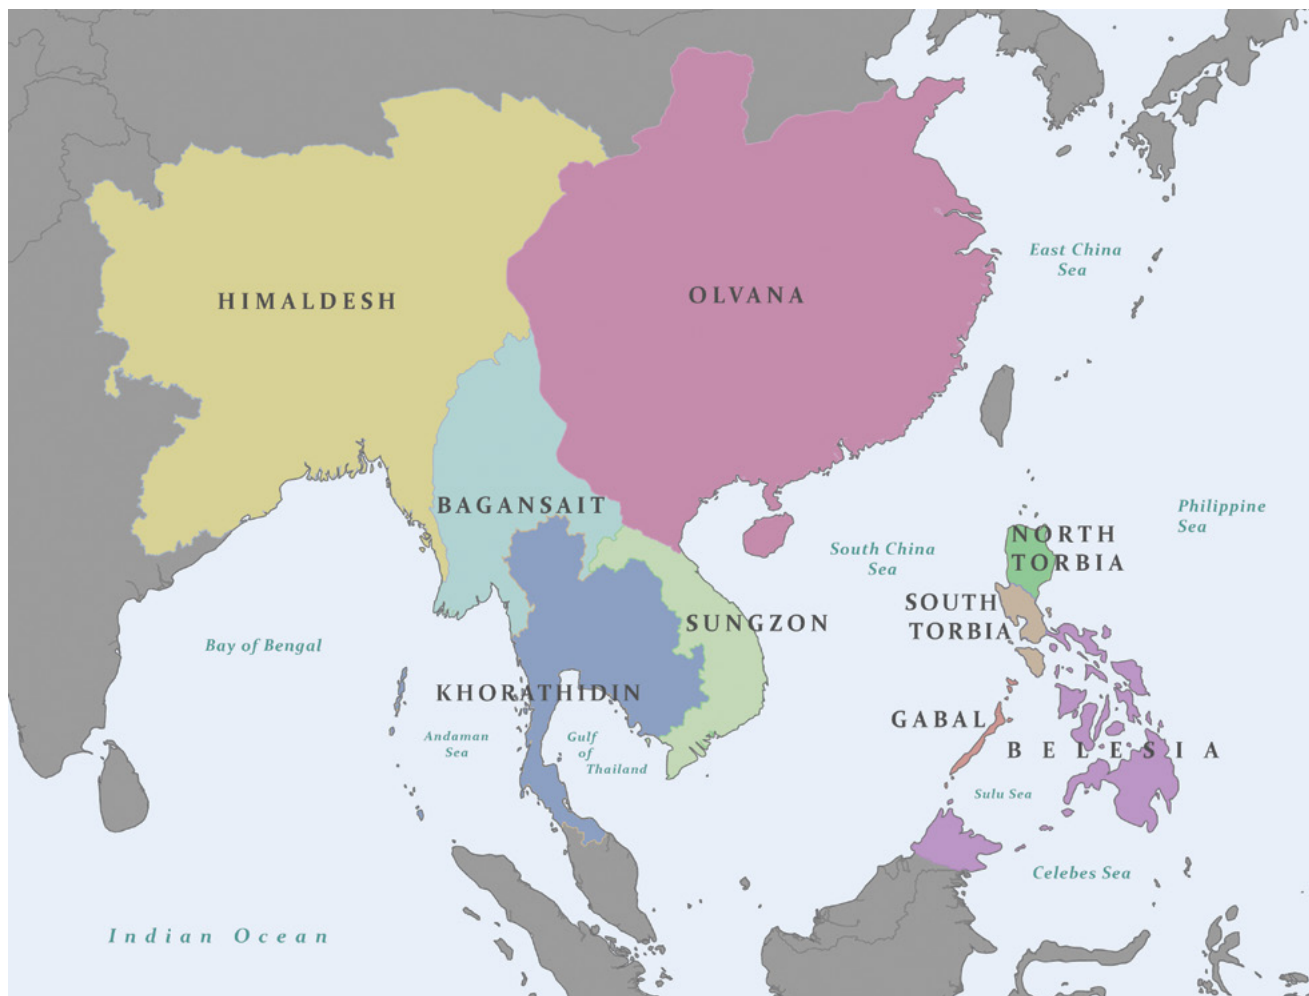 East China
Sea
HIMALDESH
OLVANA
BAGANSAIT
Philippine
Sea
NORTH
TORBIA
South China
Sea
SOUTH
TORBIA
SUNGZON
Bay of Bengal
KHORATHIDIN
GABAL
Andaman
Sea
Gulf
of
Thailand
BELESIA
Sulu Sea
Celebes Sea
Indian Ocean